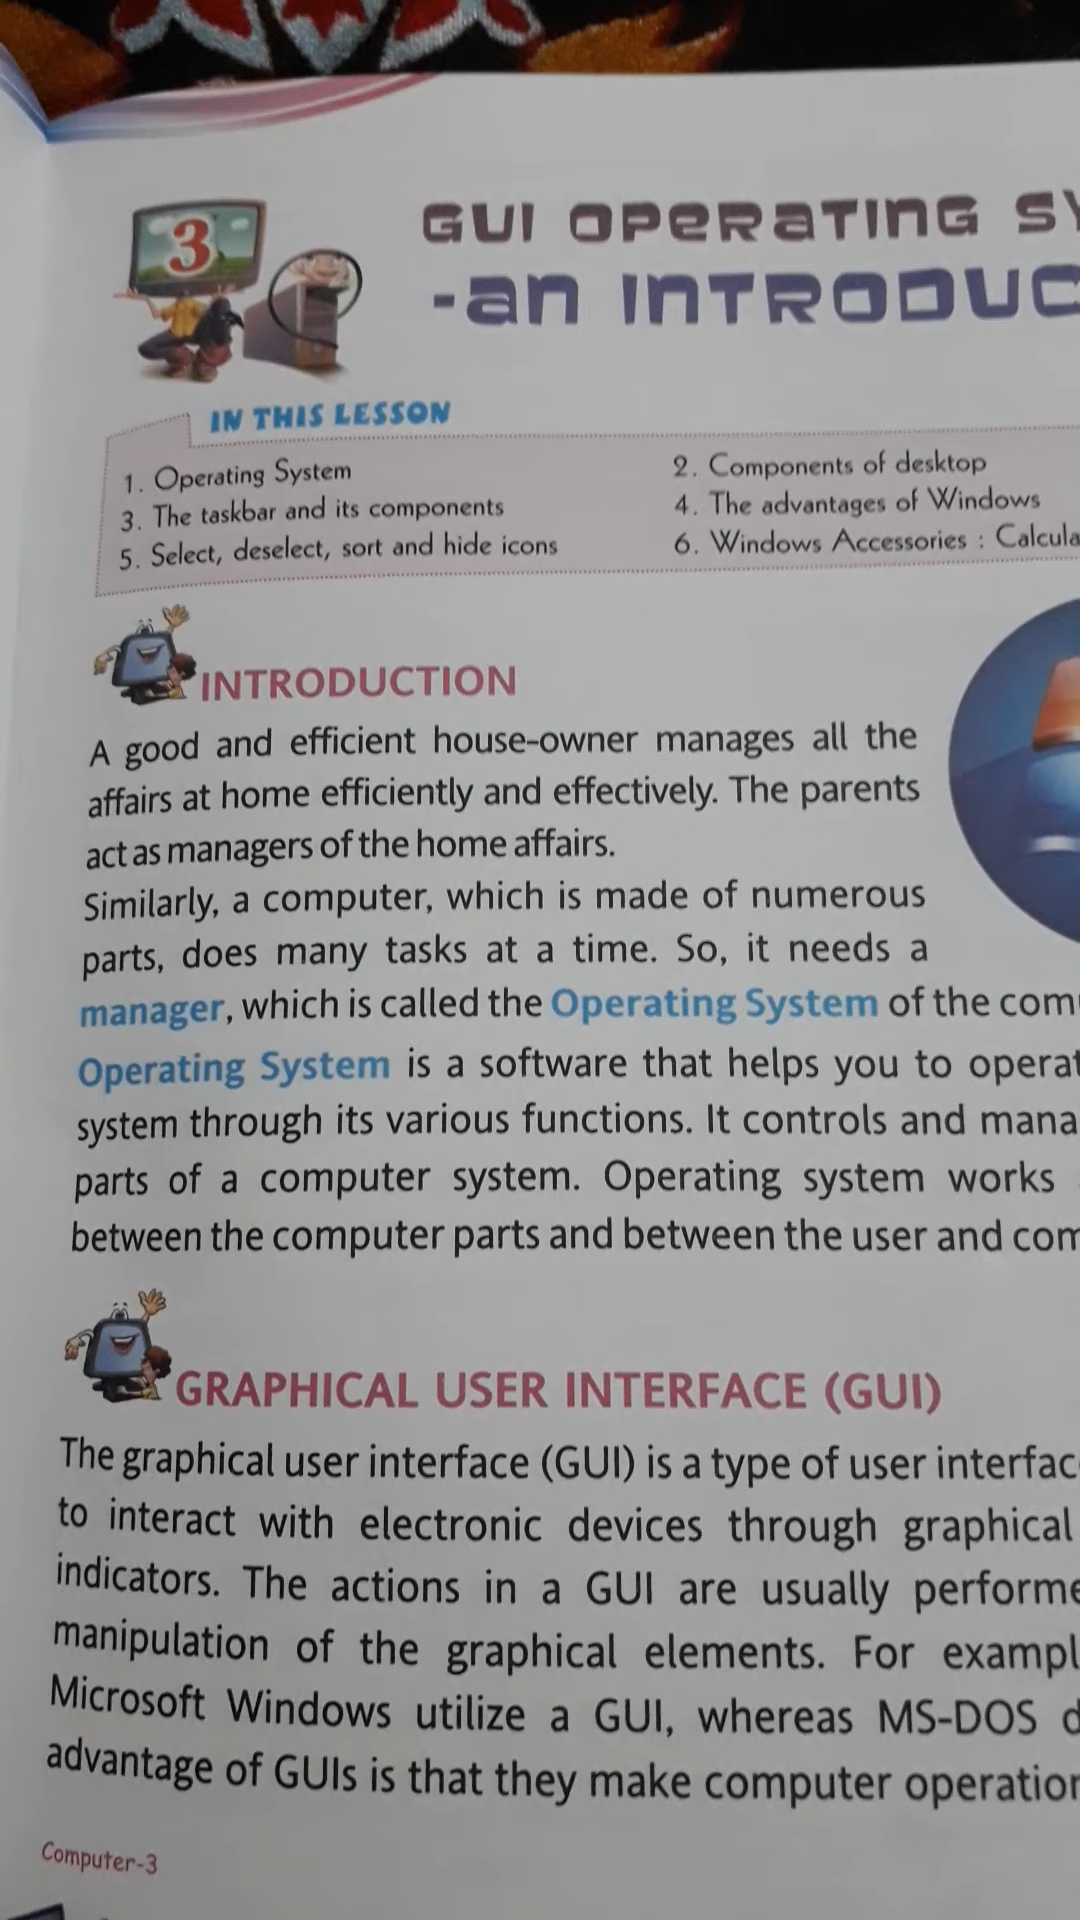 3
GUI OPERATING
-an INTRODUC
IN THIS LESSON
1. Operating System
2. Components of desktop
3. The taskbar and its components
4. The advantages of Windows
5. Select, deselect, sort and hide icons
6. Windows Accessories : Calcula
INTRODUCTION
A good and efficient house-owner manages all the
affairs at home efficiently and effectively. The parents
act as managers of the home affairs.
Similarly, a computer, which is made of numerous
parts, does many tasks at a time. So, it needs a
manager, which is called the Operating System of the com
Operating System is a software that helps you to operat
system through its various functions. It controls and mana
parts of a computer system. Operating system works
between the computer parts and between the user and com
GRAPHICAL USER INTERFACE (GUI)
The graphical user interface (GUI) is a type of user interfac
to interact with electronic devices through graphical
indicators. The actions in a GUI are usually performe
manipulation of the graphical elements. For exampl
Microsoft Windows utilize a GUI, whereas MS-DOS d
advantage of GUIs is that they make computer operation
Computer-3